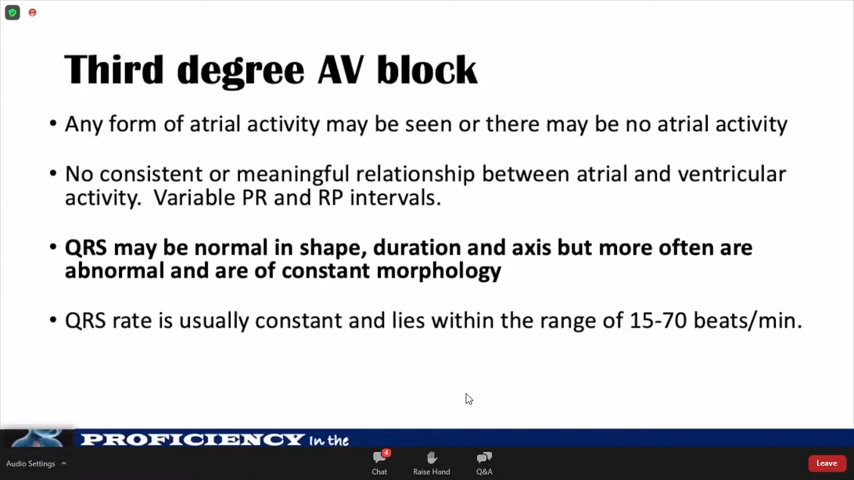 Third degree AV block
• Any form of atrial activity may be seen or there may be no atrial activity
• No consistent or meaningful relationship between atrial and ventricular
activity. Variable PR and RP intervals.
• QRS may be normal in shape, duration and axis but more often are
abnormal and are of constant morphology
• QRS rate is usually constant and lies within the range of 15-70 beats/min.
PROFICIENCY In the
Audio Settings
4
Chat
Raise Hand
Q&A
Leave